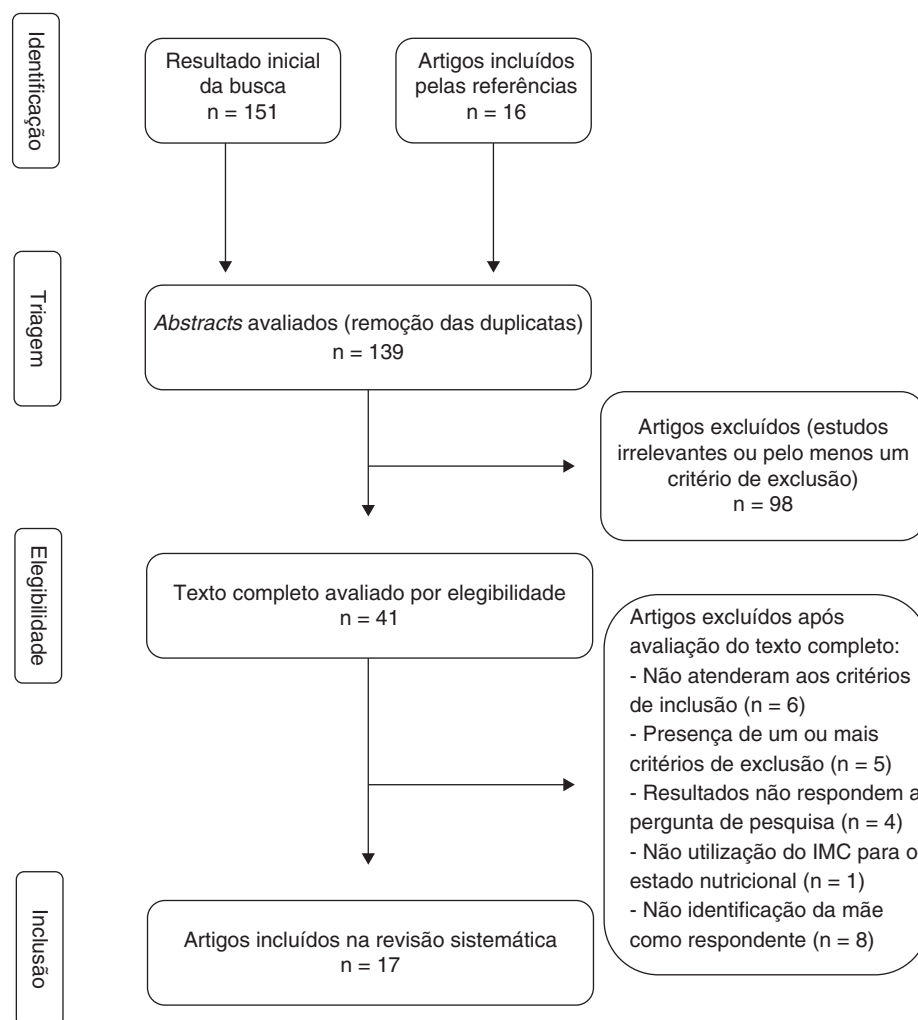 Identificação
Resultado inicial
da busca
n = 151
Artigos incluídos
pelas referências
n = 16
Triagem
Abstracts avaliados (remoção das duplicatas)
n = 139
Artigos excluídos (estudos
irrelevantes ou pelo menos um
critério de exclusão)
n = 98
Elegibilidade
Texto completo avaliado por elegibilidade
n = 41
Artigos excluídos após
avaliação do texto completo:
- Não atenderam aos critérios
de inclusão (n = 6)
- Presença de um ou mais
critérios de exclusão (n = 5)
- Resultados não respondem a
pergunta de pesquisa (n = 4)
- Não utilização do IMC para o
estado nutricional (n = 1)
- Não identificação da mãe
como respondente (n = 8)
Inclusão
Artigos incluídos na revisão sistemática
n = 17